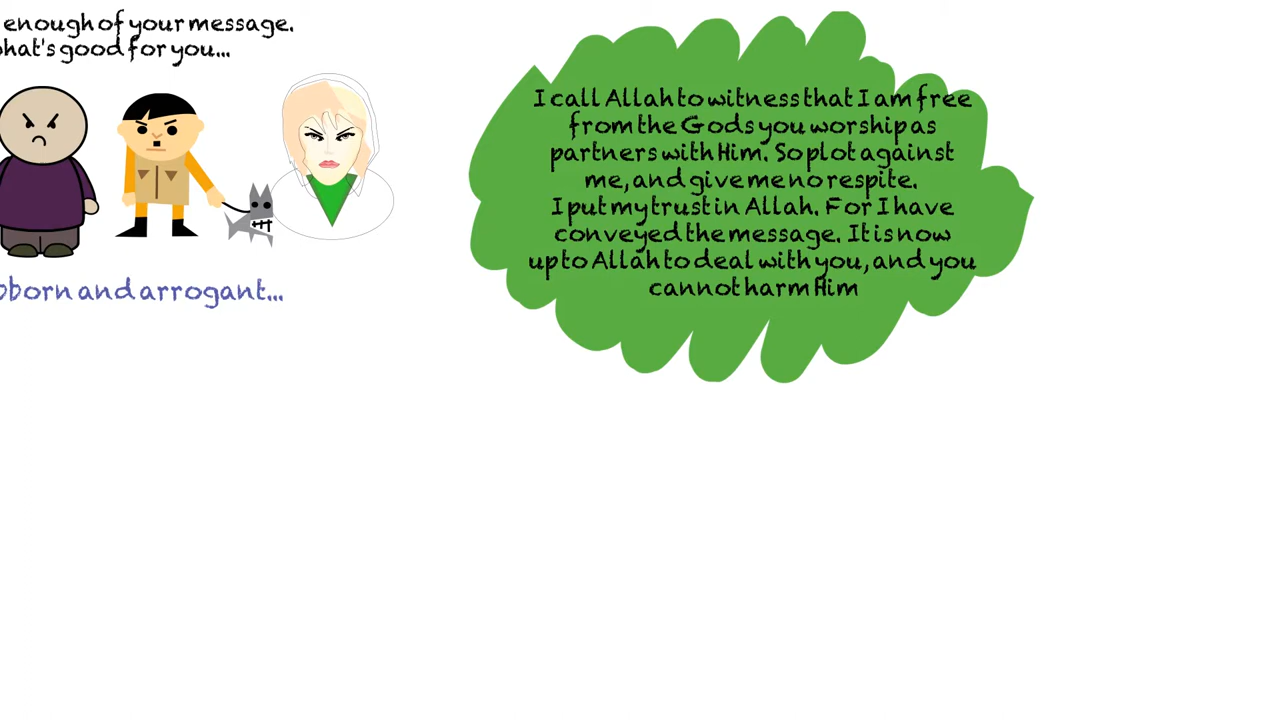 enough of your message.
what's good for you...
I call Allah to witness that I am free
from the Gods you worship as
partners with Him. So plot against
me, and give me no respite.
I put my trust in Allah. For I have
conveyed the message. It is now
up to Allah to deal with you, and you
cannot harm Him
born and arrogant...